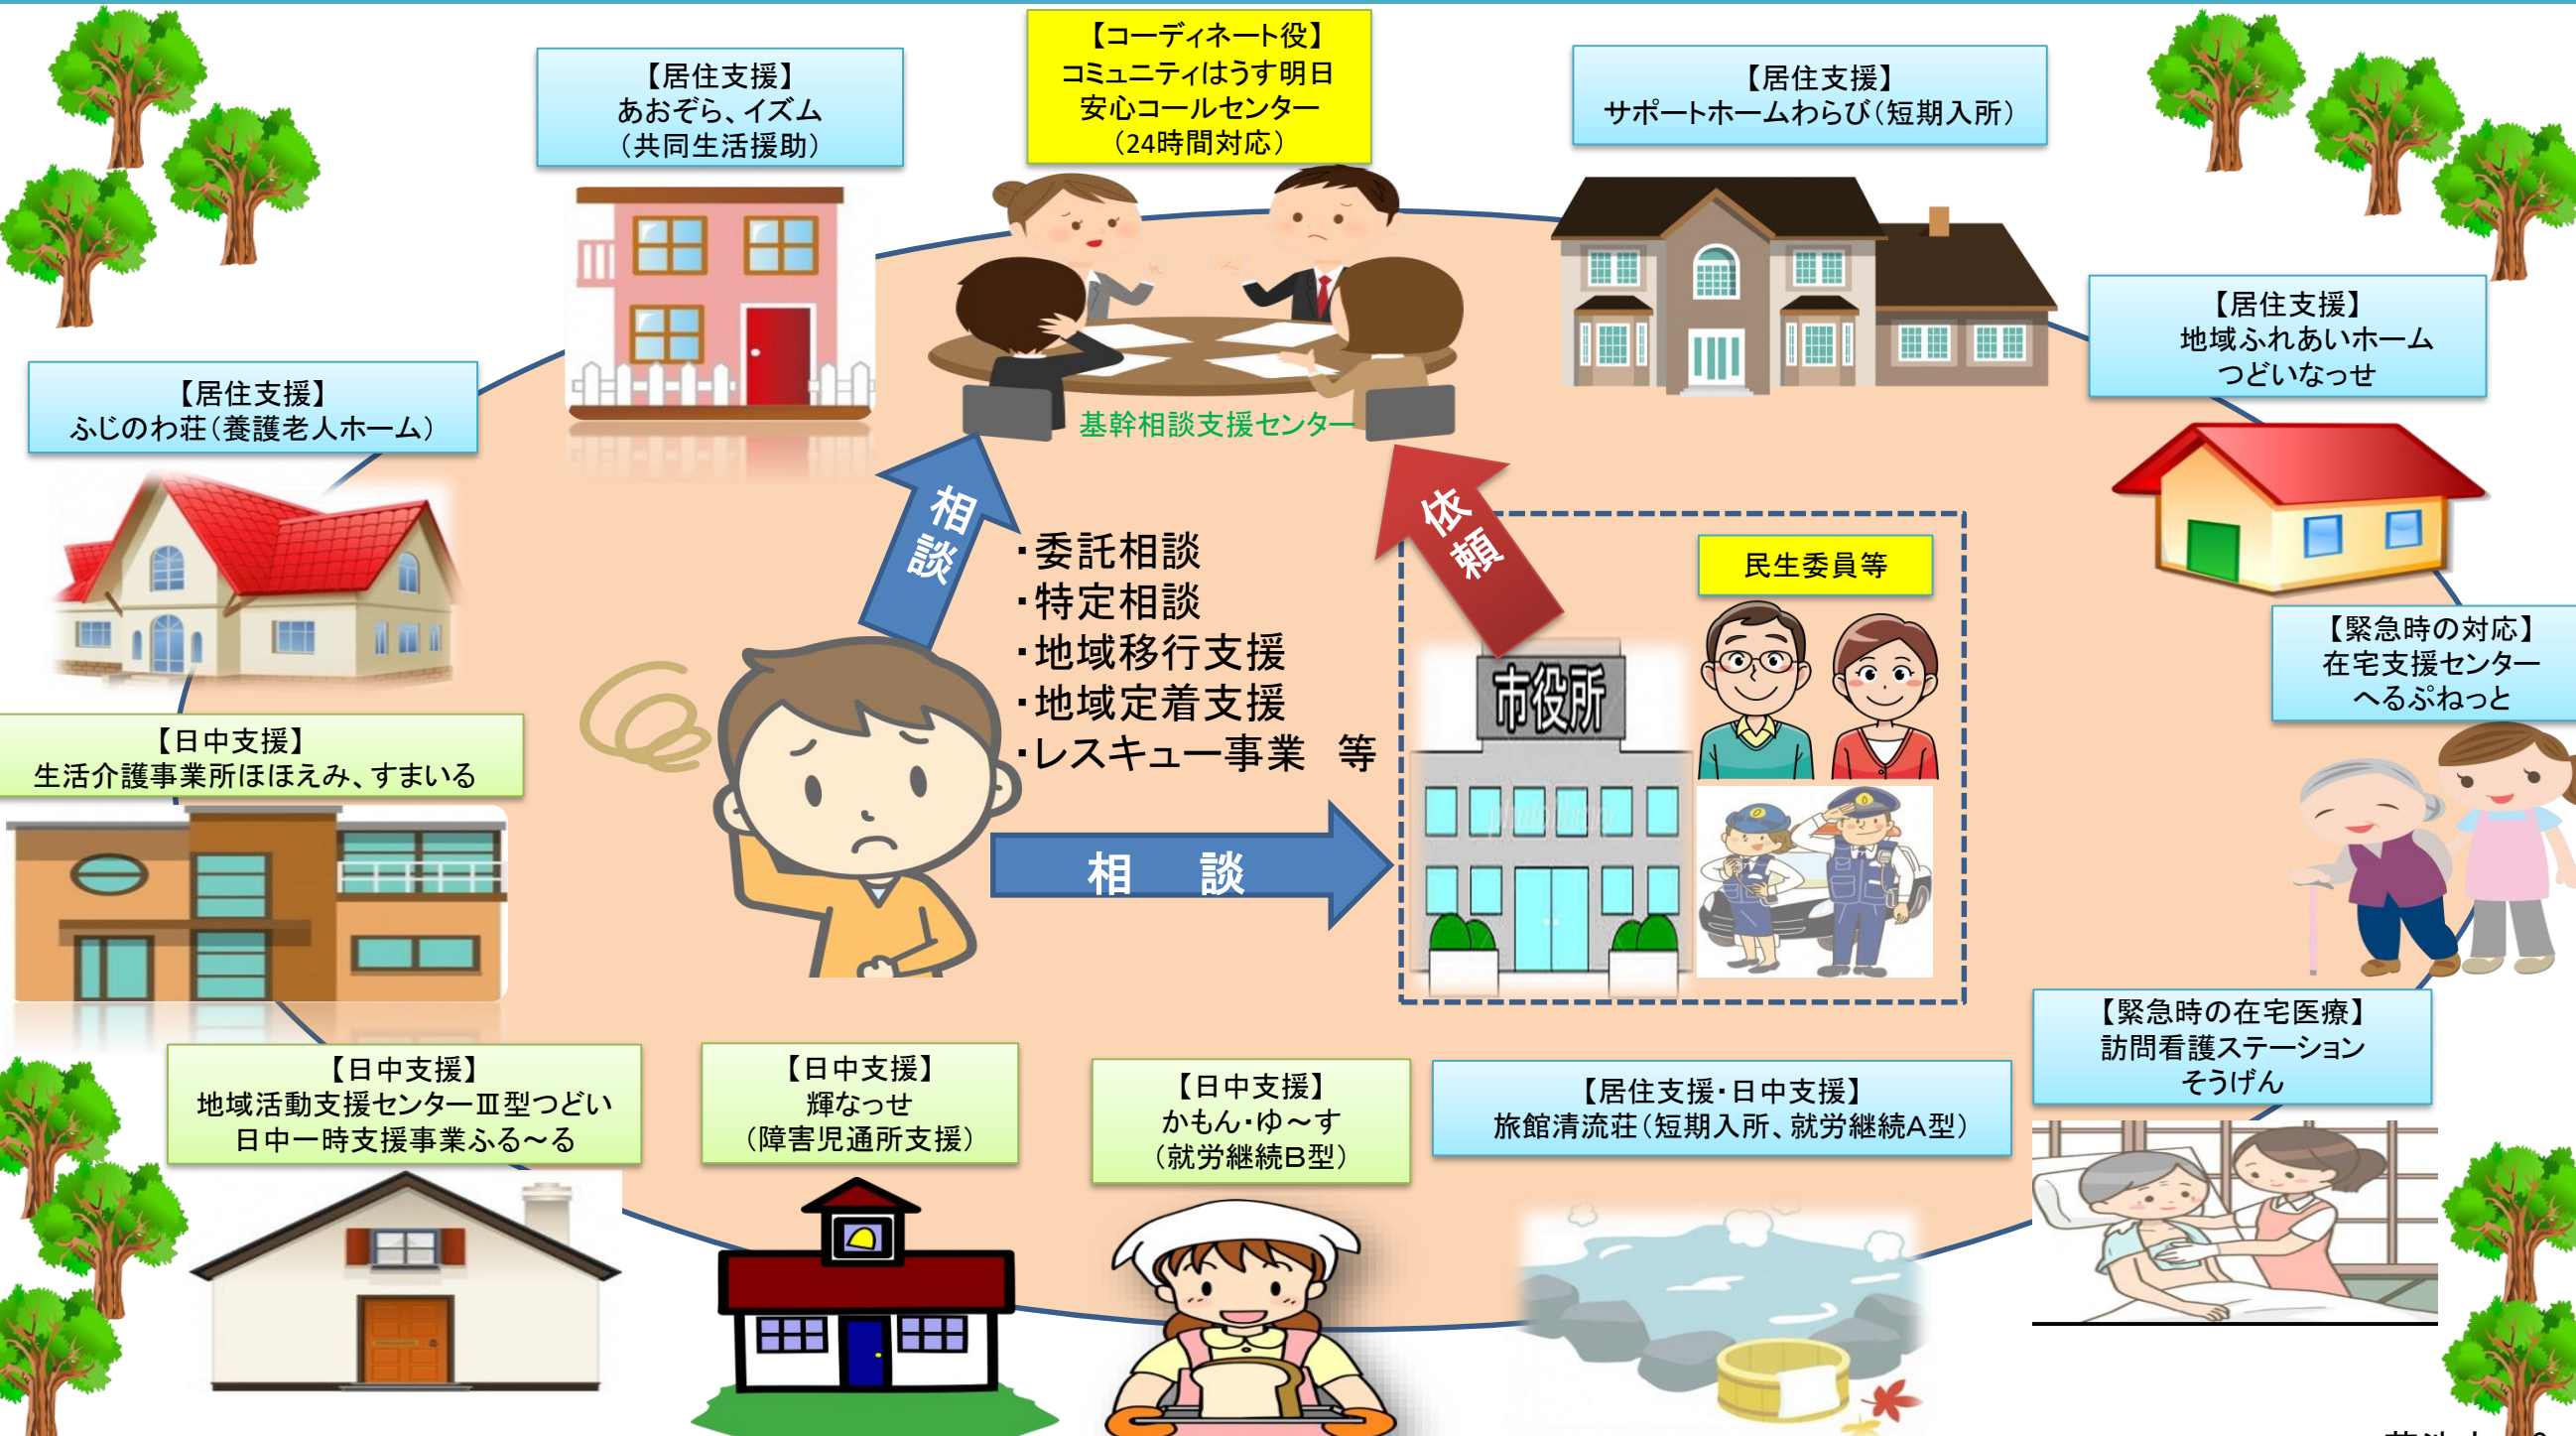 【コーディネート役】
コミュニティはうす明日
安心コールセンター
（24時間対応）
【居住支援】
あおぞら、イズム
（共同生活援助）
【居住支援】
サポートホームわらび（短期入所）
【居住支援】
地域ふれあいホーム
つどいなっせ
【居住支援】
ふじのわ荘（養護老人ホーム）
基幹相談支援センター
相談
依頼
・委託相談
・特定相談
・地域移行支援
・地域定着支援
・レスキュー事業　等
民生委員等
市役所
【緊急時の対応】
在宅支援センター
へるぷねっと
【日中支援】
生活介護事業所ほほえみ、すまいる
相　談
【緊急時の在宅医療】
訪問看護ステーション
そうげん
【日中支援】
地域活動支援センターⅢ型つどい
日中一時支援事業ふる～る
【日中支援】
輝なっせ
（障害児通所支援）
【日中支援】
かもん・ゆ～す
（就労継続Ｂ型）
【居住支援・日中支援】
旅館清流荘（短期入所、就労継続Ａ型）